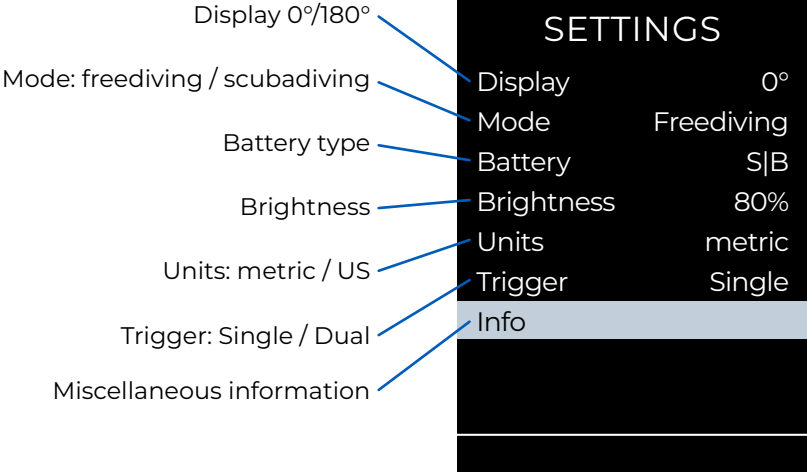 Display 0°/180°
Mode: freediving / scubadiving
Battery type
Brightness
Units: metric / US
Trigger: Single / Dual
Miscellaneous information
SETTINGS
Display 0°
Mode Freediving
Battery S|B
Brightness 80%
Units metric
Trigger Single
Info